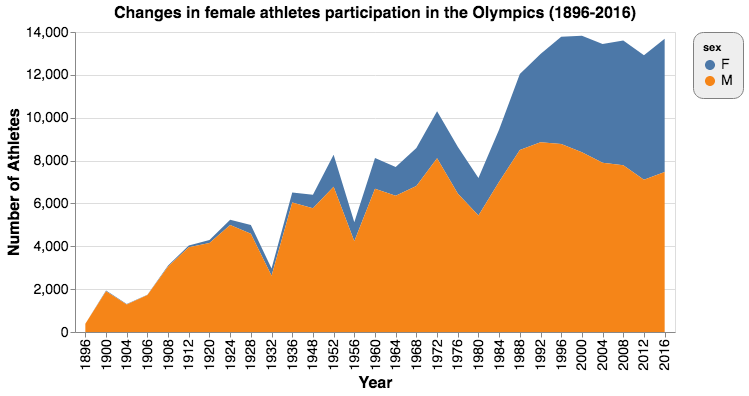 Changes in female athletes participation in the Olympics (1896-2016)
14,000
12,000
10,000
8,000
6,000
4,000
2,000
0
Number of Athletes
1896 1900 1904 1906 1908 1912 1920 1924 1928 1932 1936 1948 1952 1956 1960 1964 1968 1972 1976 1980 1984 1988 1992 1996 2000 2004 2008 2012 2016
Year
sex
F
M